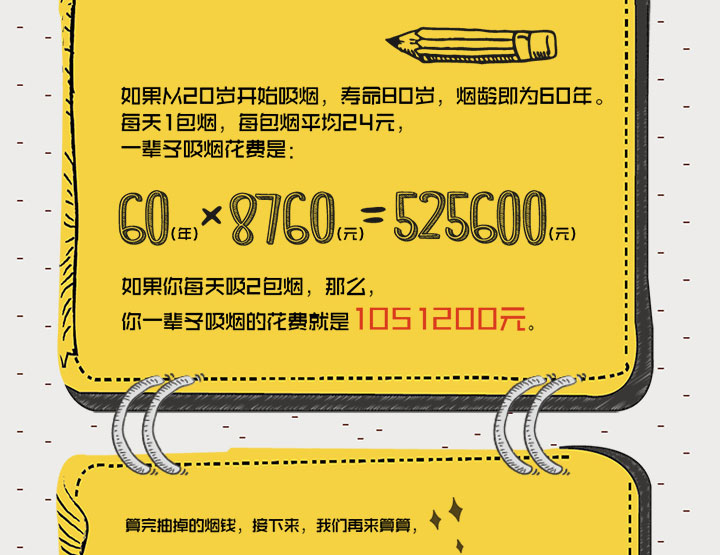 如果从20岁开始吸烟，寿命80岁，烟龄即为60年。
每天1包烟，每包烟平均24元，
一辈子吸烟花费是：
60(年)×8760(元)=525600(元)
如果你每天吸2包烟，那么，
你一辈子吸烟的花费就是1051200元。
算完抽掉的烟钱，接下来，我们再来算算，